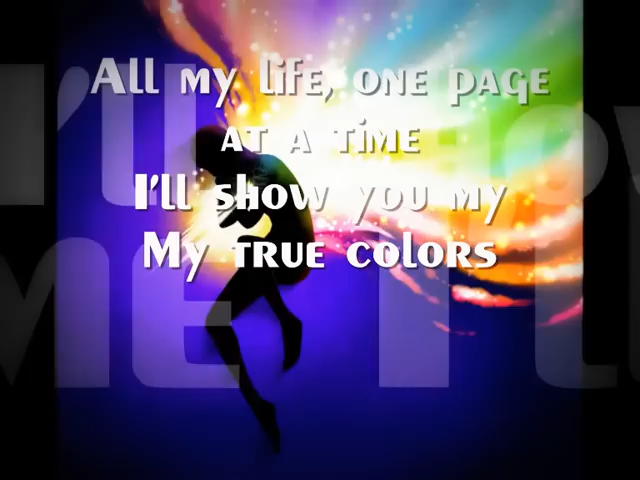 All my life, one page
at a time
I'll show you my
My true colors